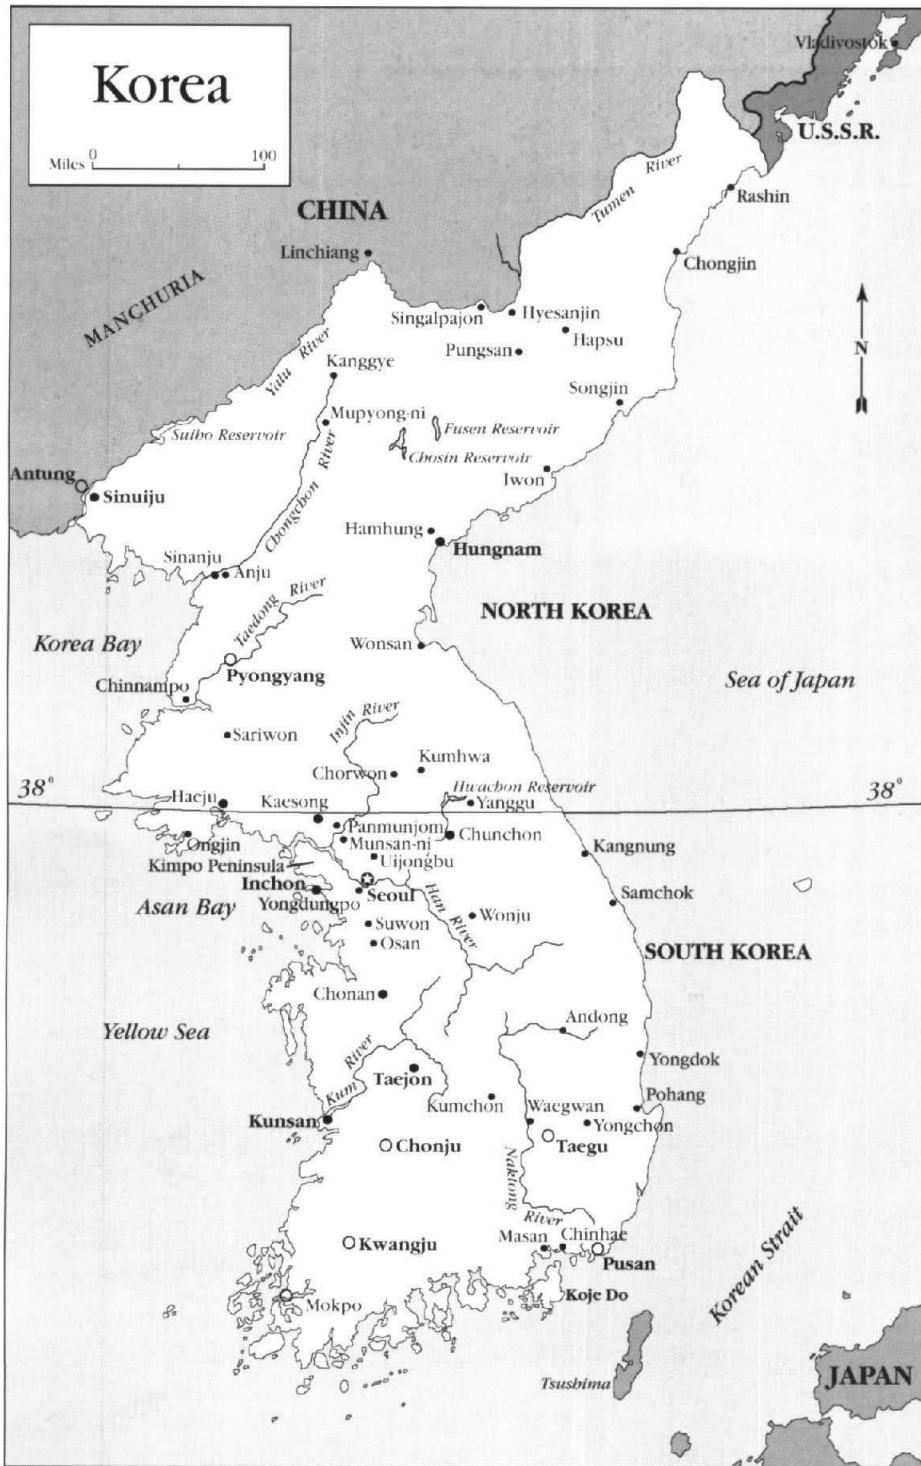 Korea
Miles 0 100
Vladivostok
U.S.S.R.
Tumen River
Rashin
CHINA
Linchiang
Chongjin
MANCHURIA
Singalpajon
Hyesanjin
Hapsu
Pungsan
Yalu River
Kanggye
N
Songjin
Mupyong-ni
Suiho Reservoir
Fusen Reservoir
Chosin Reservoir
Antung
Iwon
Sinuiju
Chongchon River
Hamhung
Hungnam
Sinanju
Anju
Taedong River
NORTH KOREA
Korea Bay
Wonsan
Pyongyang
Sea of Japan
Chinnampo
Injin River
Sariwon
Kumhwa
Chorwon
Hwachon Reservoir
38°
38°
Haeju
Kaesong
Yanggu
Panmunjom
Ongjin
Munsan-ni
Chunchon
Uijongbu
Kangnung
Kimpo Peninsula
Inchon
Seoul
Yongdungpo
Asan Bay
Han River
Samchok
Suwon
Wonju
Osan
SOUTH KOREA
Chonan
Yellow Sea
Andong
Kum River
Yongdok
Taejon
Kumchon
Waegwan
Pohang
Kunsan
Yongchon
Chonju
Taegu
Naktong River
Kwangju
Masan
Chinhae
Pusan
Koje Do
Korean Strait
Mokpo
Tsushima
JAPAN